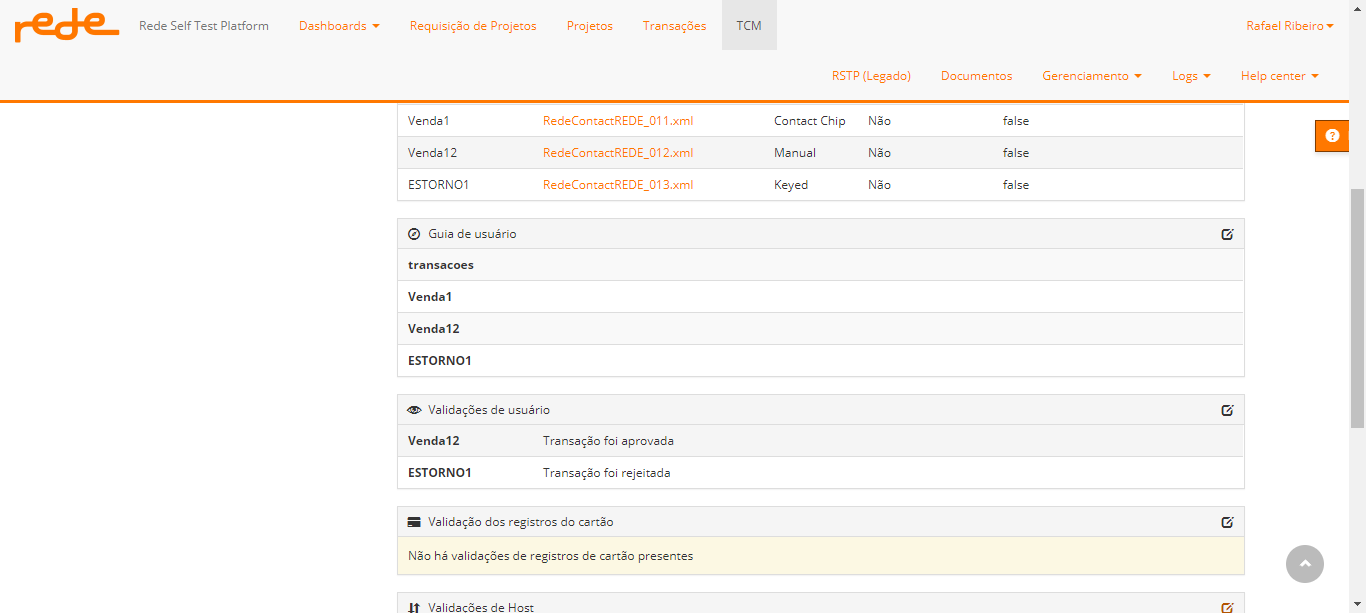 rede Rede Self Test Platform Dashboards Requisição de Projetos Projetos Transações TCM Rafael Ribeiro
RSTP (Legado) Documentos Gerenciamento Logs Help center
Venda1 RedeContactREDE_011.xml Contact Chip Não false
Venda12 RedeContactREDE_012.xml Manual Não false
ESTORNO1 RedeContactREDE_013.xml Keyed Não false
Guia de usuário
transacoes
Venda1
Venda12
ESTORNO1
Validações de usuário
Venda12 Transação foi aprovada
ESTORNO1 Transação foi rejeitada
Validação dos registros do cartão
Não há validações de registros de cartão presentes
Validações de Host